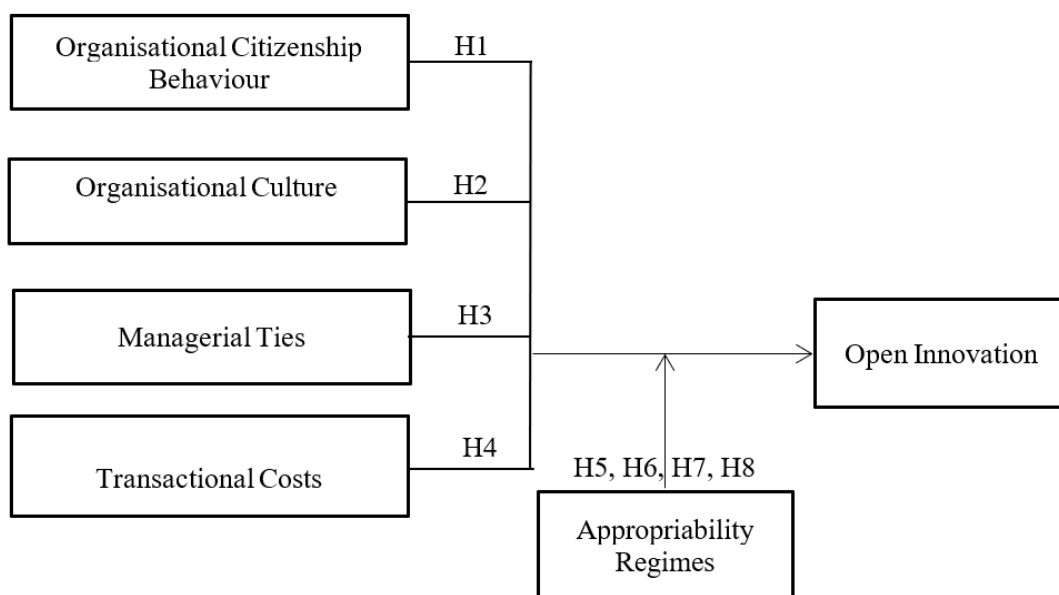 Organisational Citizenship
Behaviour
H1
Organisational Culture
H2
Managerial Ties
H3
Transactional Costs
H4
Open Innovation
H5, H6, H7, H8
Appropriability
Regimes